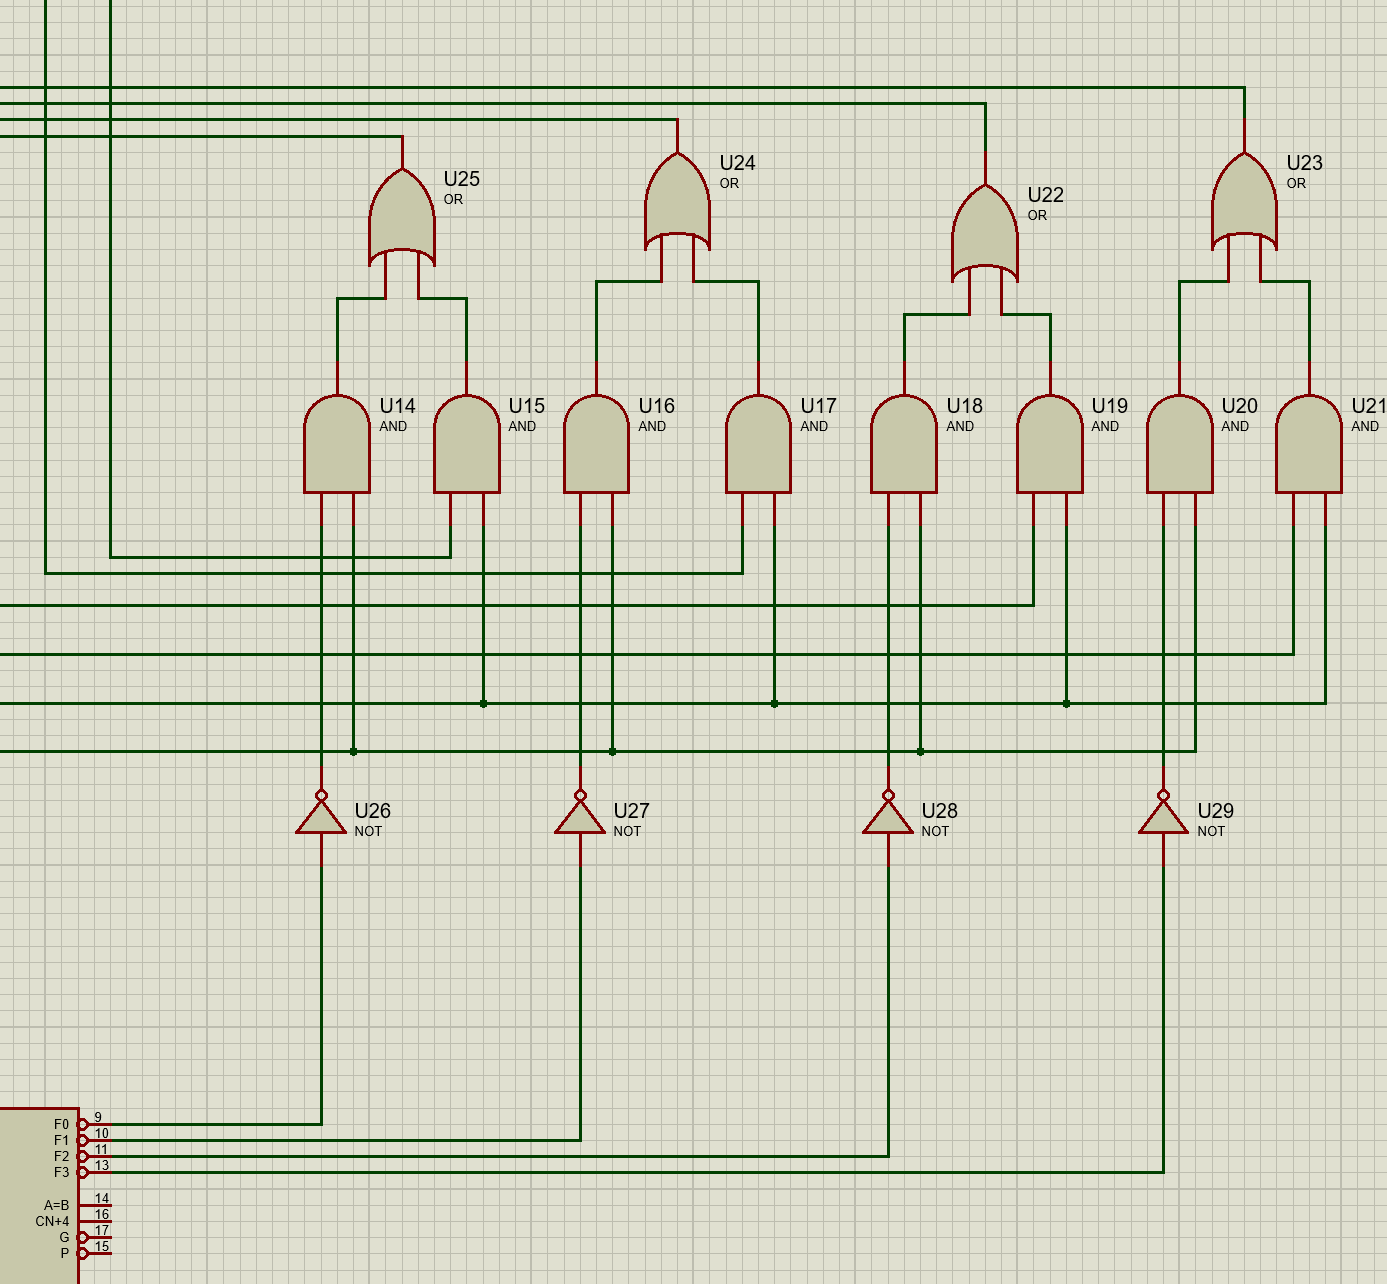 U25
OR
U24
OR
U22
OR
U23
OR
U14
AND
U15
AND
U16
AND
U17
AND
U18
AND
U19
AND
U20
AND
U21
AND
U26
NOT
U27
NOT
U28
NOT
U29
NOT
F0 9
F1 10
F2 11
F3 13
A=B 14
CN+4 16
G 17
P 15